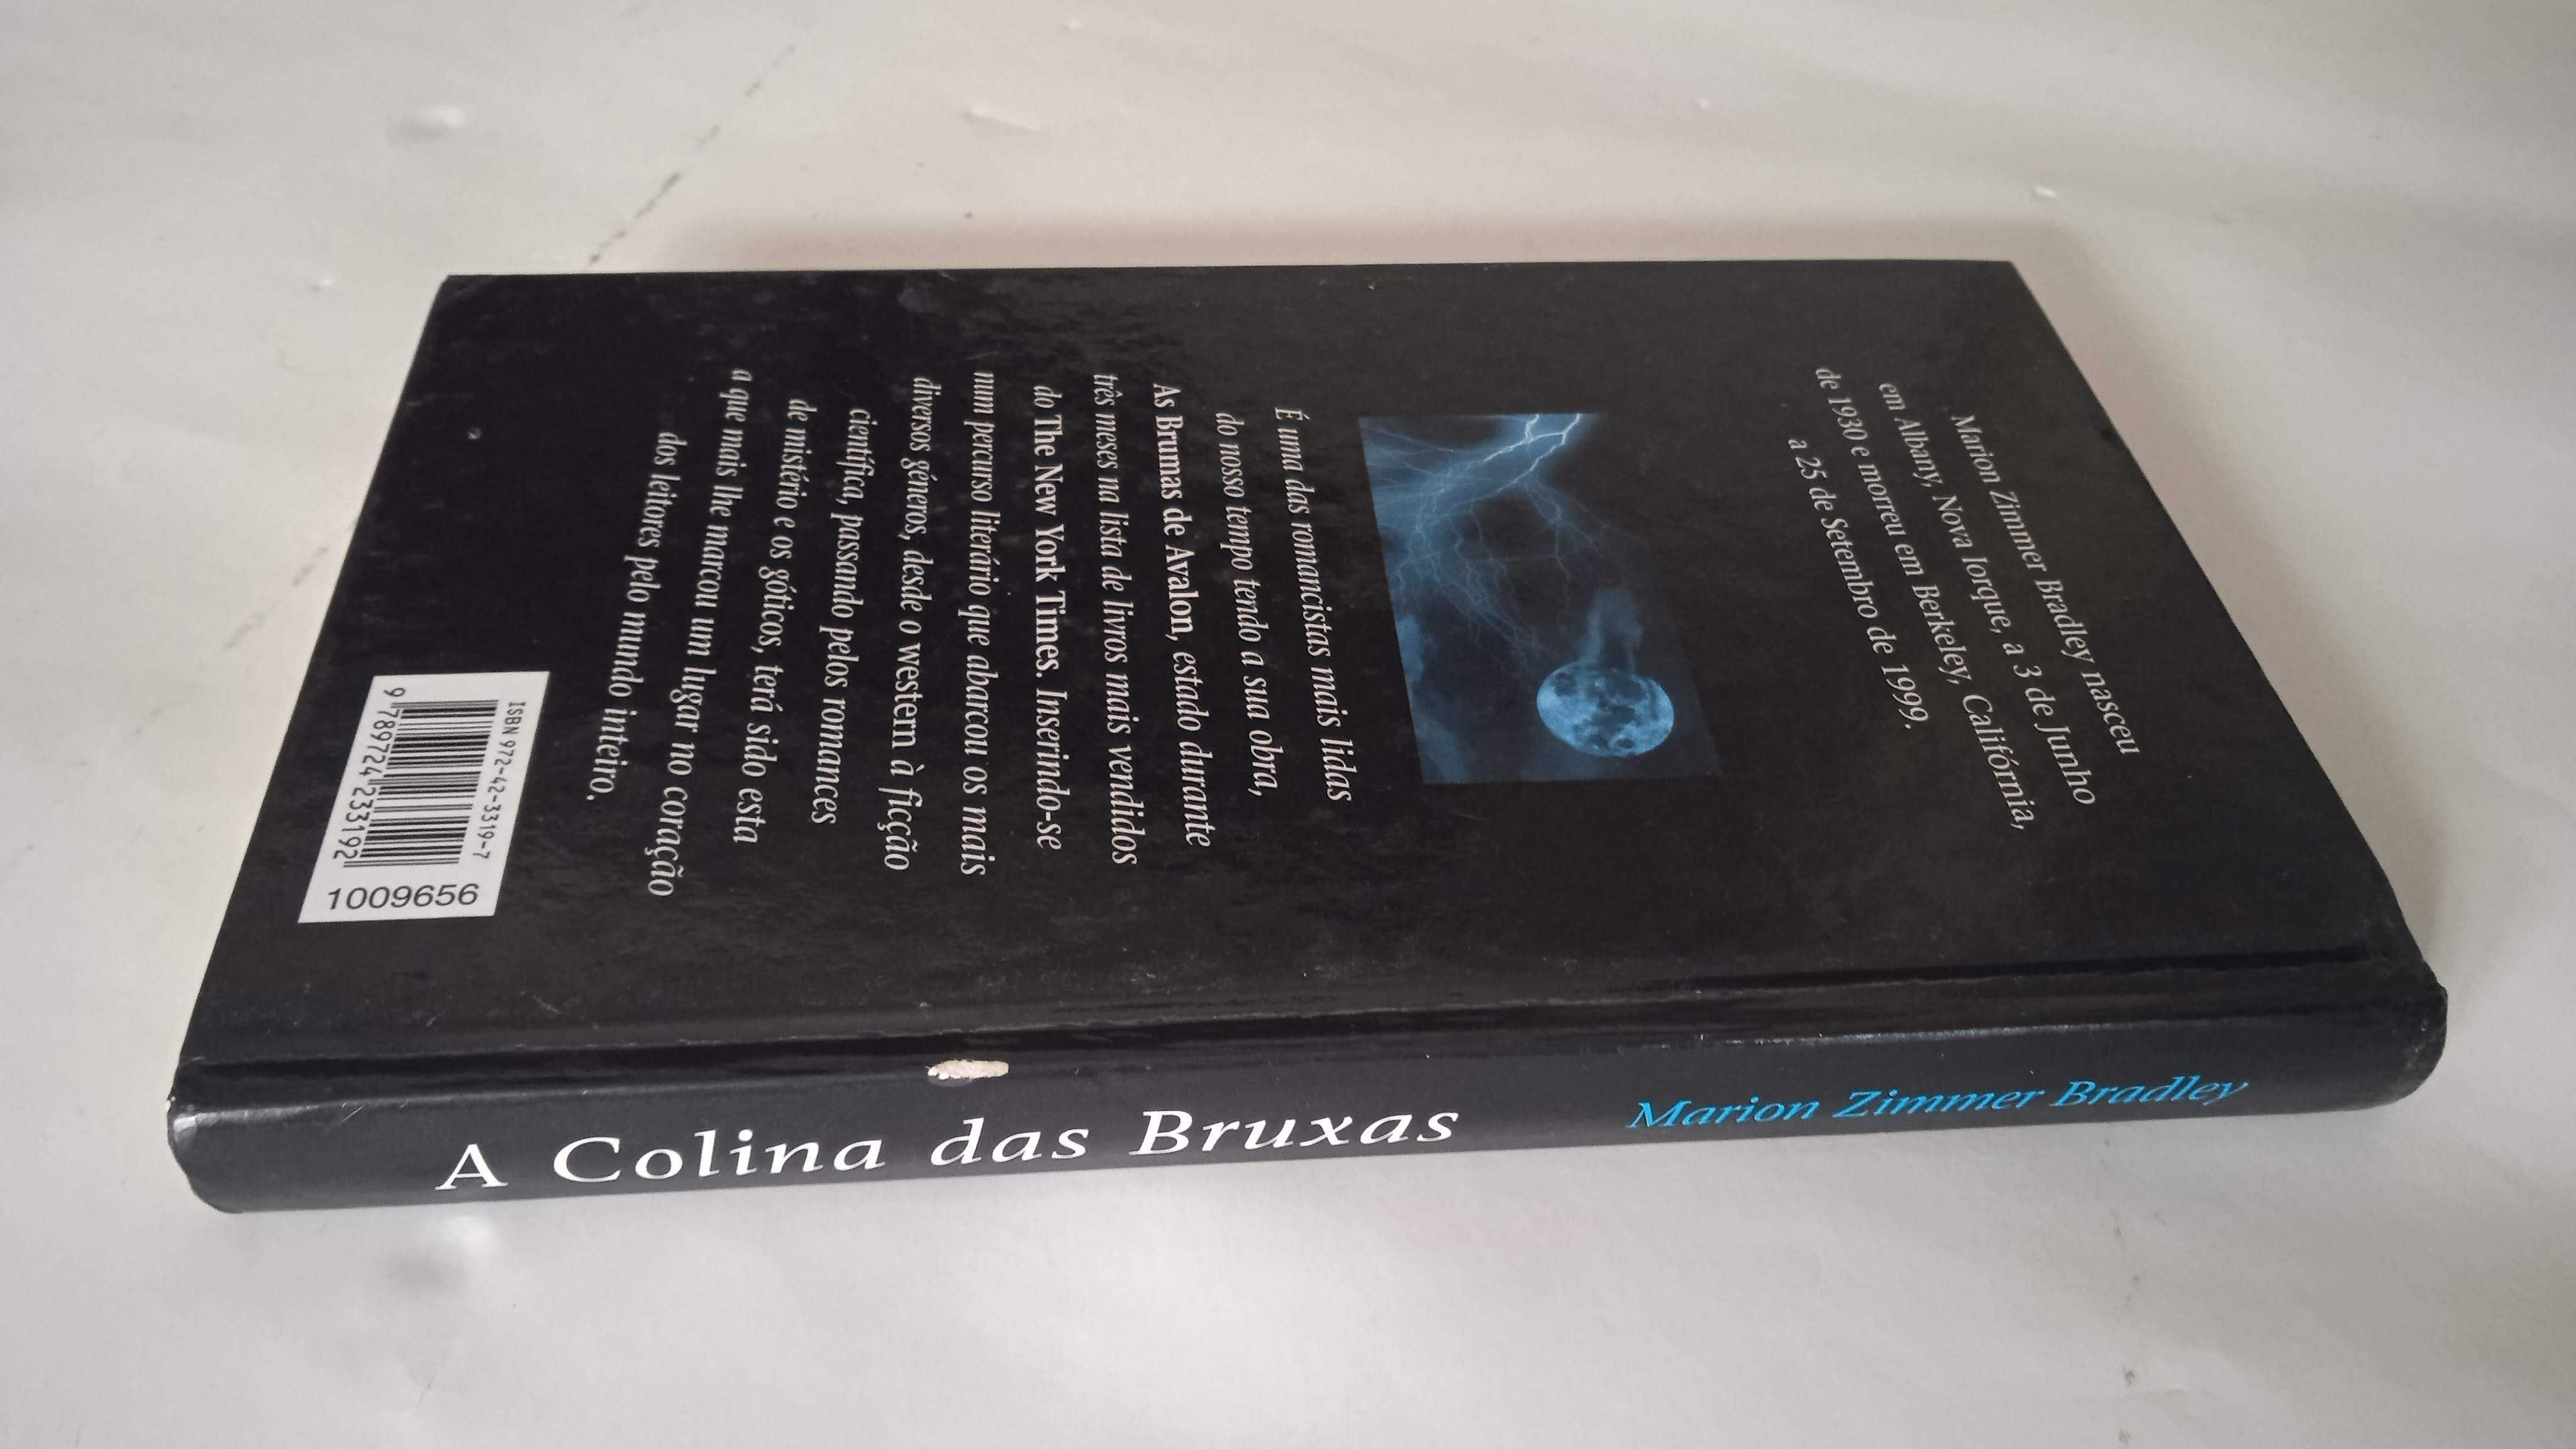 Marion Zimmer Bradley nasceu
em Albany, Nova Iorque, a 3 de Junho
de 1930 e morreu em Berkeley, Califórnia,
a 25 de Setembro de 1999.
É uma das romancistas mais lidas
do nosso tempo tendo a sua obra,
As Brumas de Avalon, estado durante
três meses na lista de livros mais vendidos
do The New York Times. Inserindo-se
num percurso literário que abarcou os mais
diversos géneros, desde o western à ficção
científica, passando pelos romances
de mistério e os góticos, terá sido esta
a que mais lhe marcou um lugar no coração
dos leitores pelo mundo inteiro.
ISBN 972-42-3319-7
9 789724 233192
1009656
A Colina das Bruxas
Marion Zimmer Bradley